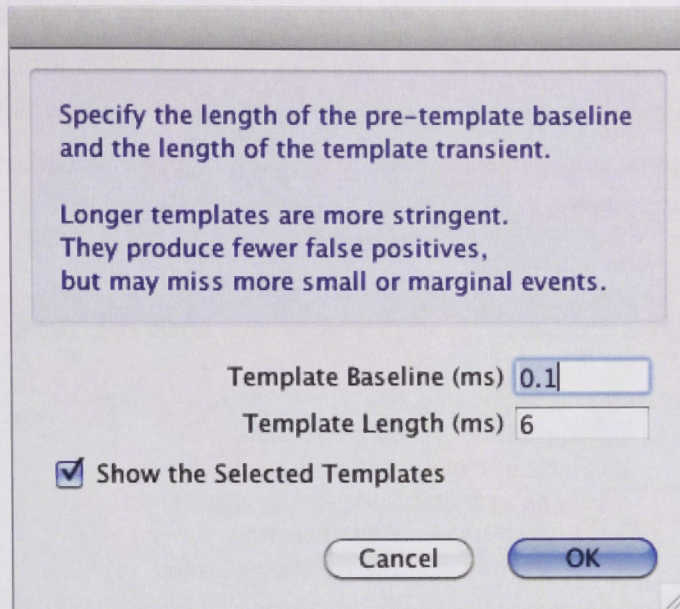 Specify the length of the pre-template baseline
and the length of the template transient.
Longer templates are more stringent.
They produce fewer false positives,
but may miss more small or marginal events.
Template Baseline (ms) 0.1
Template Length (ms) 6
Show the Selected Templates
Cancel OK